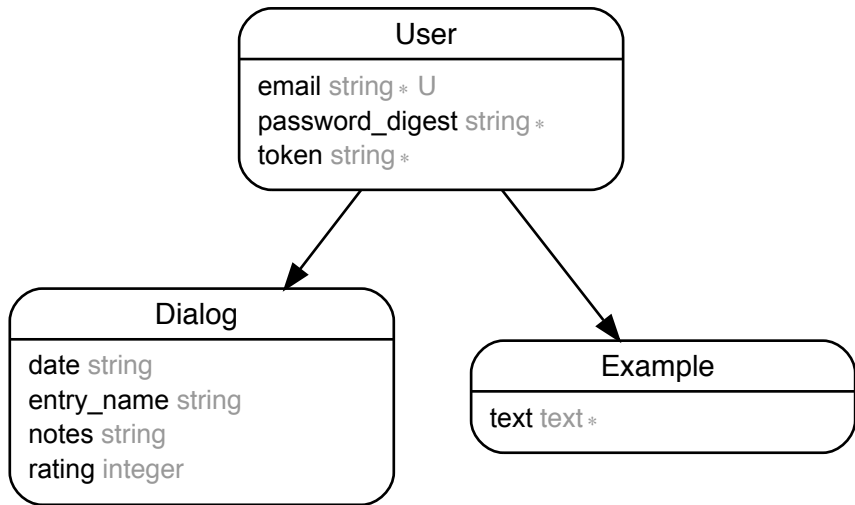 User
email string* U
password_digest string*
token string*
Dialog
date string
entry_name string
notes string
rating integer
Example
text text*